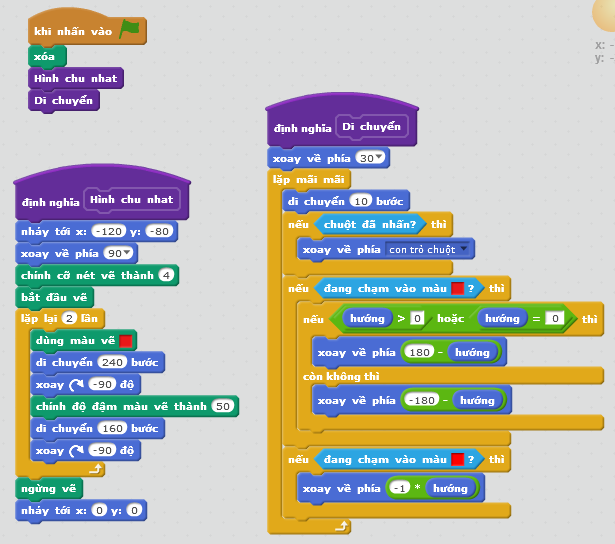 khi nhấn vào
xóa
Hình chu nhat
Di chuyển
định nghĩa Hình chu nhat
nhảy tới x: -120 y: -80
xoay về phía 90
chỉnh cỡ nét vẽ thành 4
bắt đầu vẽ
lặp lại 2 lần
dùng màu vẽ
di chuyển 240 bước
xoay -90 độ
chỉnh độ đậm màu vẽ thành 50
di chuyển 160 bước
xoay -90 độ
ngừng vẽ
nhảy tới x: 0 y: 0
định nghĩa Di chuyển
xoay về phía 30
lặp mãi mãi
di chuyển 10 bước
nếu chuột đã nhấn? thì
xoay về phía con trỏ chuột
nếu đang chạm vào màu ? thì
nếu hướng > 0 hoặc hướng = 0 thì
xoay về phía 180 - hướng
còn không thì
xoay về phía -180 - hướng
nếu đang chạm vào màu ? thì
xoay về phía -1 * hướng
x: -
y: -